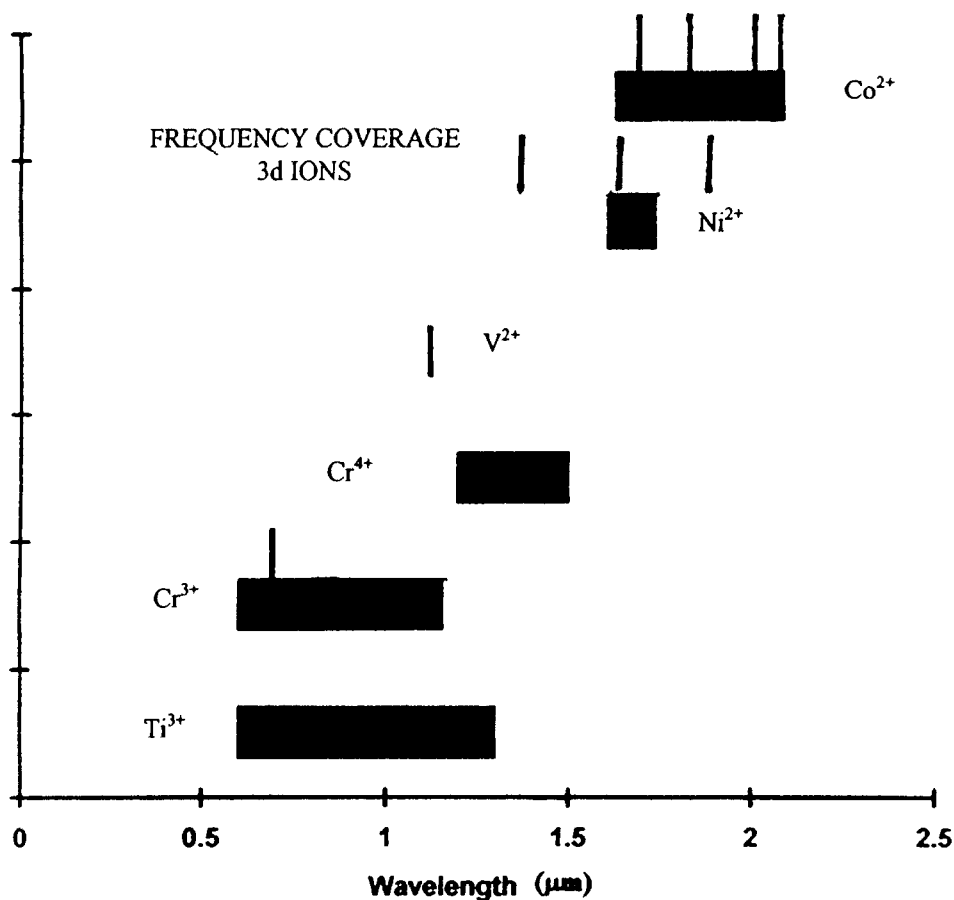 Co²⁺
FREQUENCY COVERAGE
3d IONS
Ni²⁺
V²⁺
Cr⁴⁺
Cr³⁺
Ti³⁺
0 0.5 1 1.5 2 2.5
Wavelength (μm)